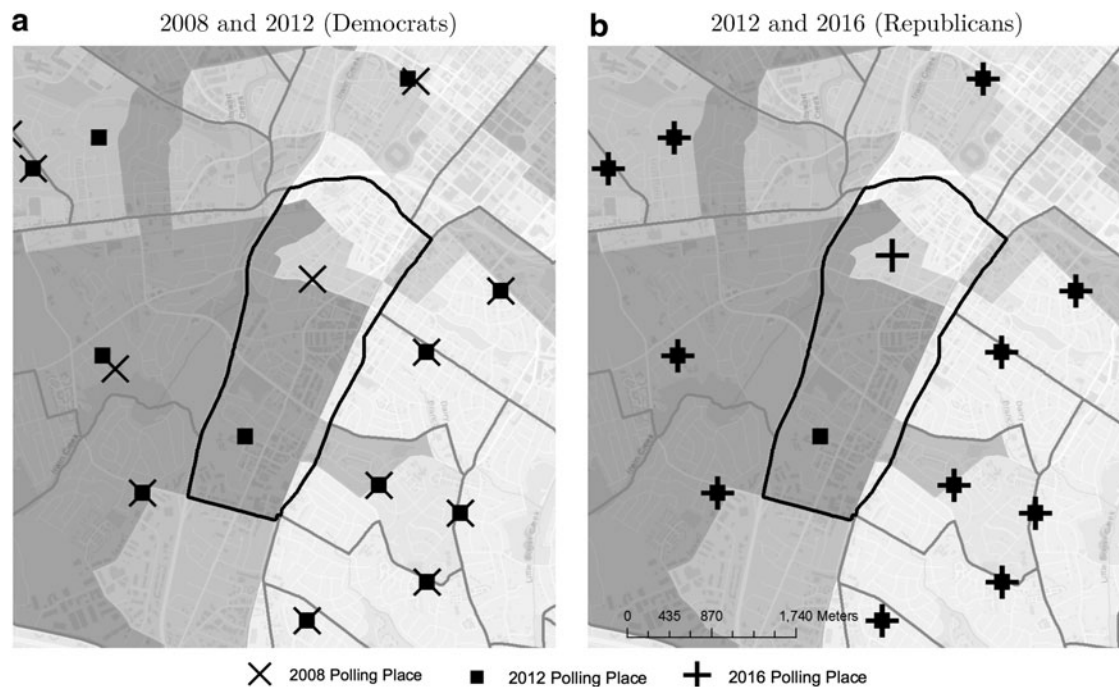 a 2008 and 2012 (Democrats)
b 2012 and 2016 (Republicans)
0 435 870 1,740 Meters
2008 Polling Place 2012 Polling Place 2016 Polling Place